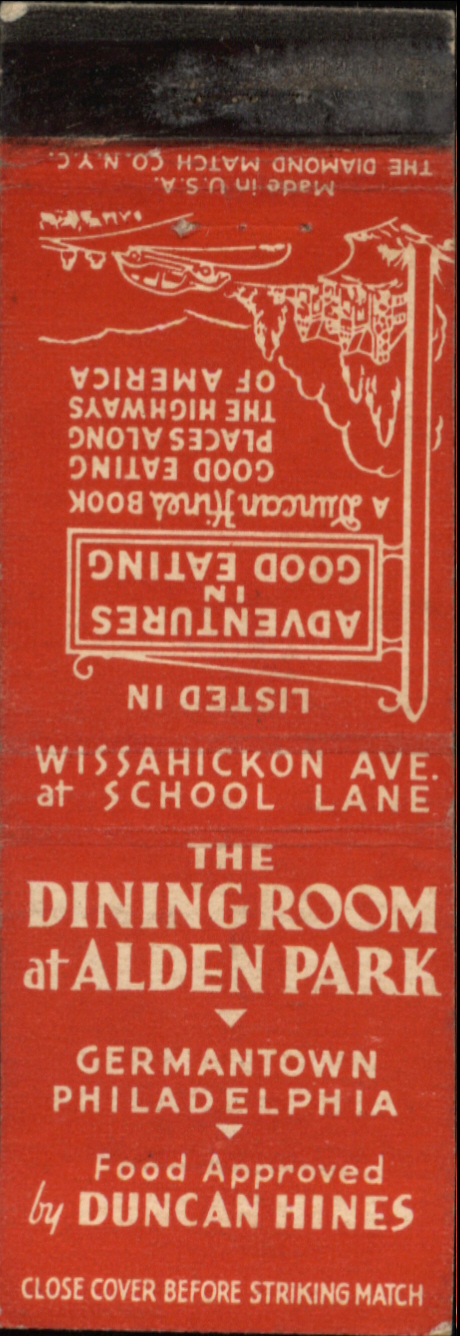 THE DIAMOND MATCH CO. N.Y.C.
Made in U.S.A.
LISTED IN
ADVENTURES
IN
GOOD EATING
A Duncan Hines BOOK
GOOD EATING
PLACES ALONG
THE HIGHWAYS
OF AMERICA
WISSAHICKON AVE.
at SCHOOL LANE
THE
DINING ROOM
at ALDEN PARK
GERMANTOWN
PHILADELPHIA
Food Approved
by DUNCAN HINES
CLOSE COVER BEFORE STRIKING MATCH